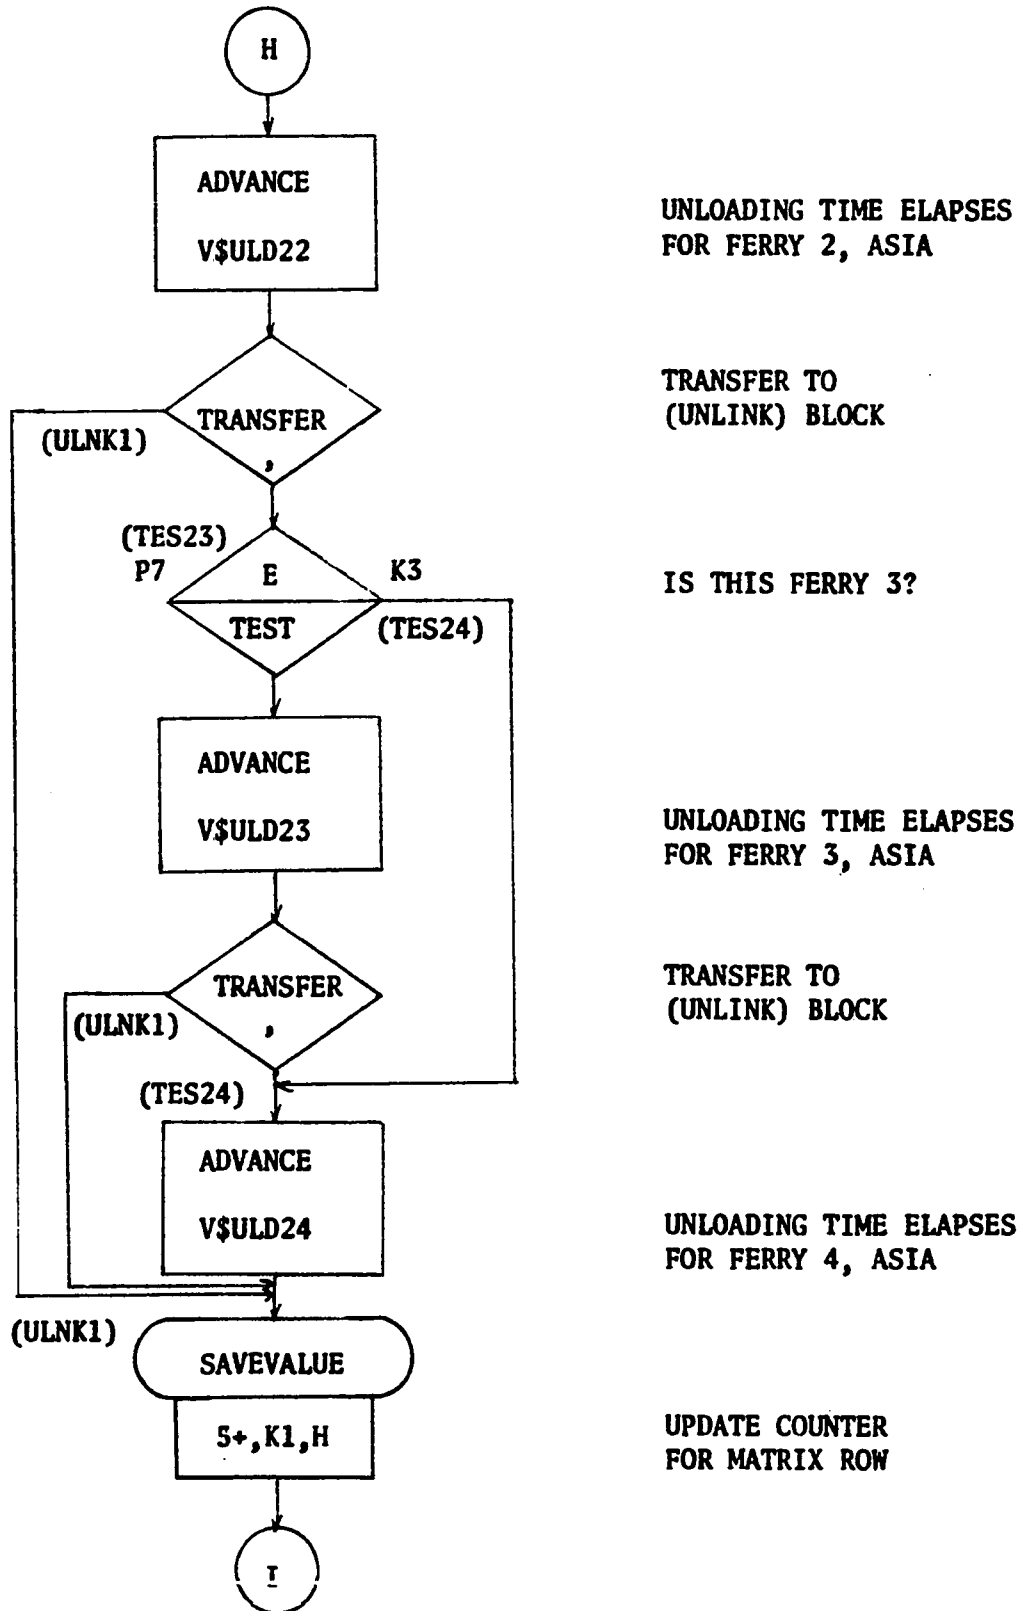 H
ADVANCE
V$ULD22
UNLOADING TIME ELAPSES
FOR FERRY 2, ASIA
TRANSFER
,
(ULNK1)
TRANSFER TO
(UNLINK) BLOCK
(TES23)
P7
E
K3
TEST
(TES24)
IS THIS FERRY 3?
ADVANCE
V$ULD23
UNLOADING TIME ELAPSES
FOR FERRY 3, ASIA
TRANSFER
,
(ULNK1)
TRANSFER TO
(UNLINK) BLOCK
(TES24)
ADVANCE
V$ULD24
UNLOADING TIME ELAPSES
FOR FERRY 4, ASIA
(ULNK1)
SAVEVALUE
5+,K1,H
UPDATE COUNTER
FOR MATRIX ROW
I